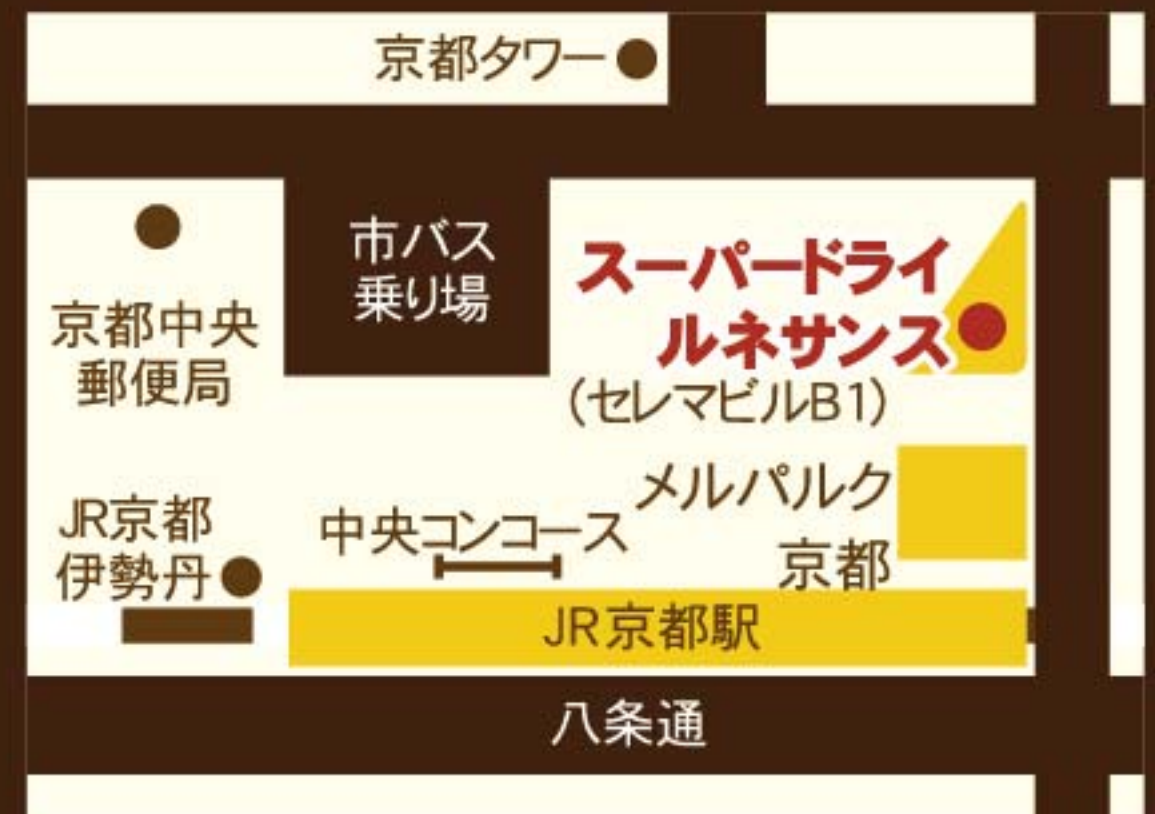 京都タワー
市バス
乗り場
スーパードライ
ルネサンス
(セレマビルB1)
京都中央
郵便局
メルパルク
京都
JR京都
伊勢丹
中央コンコース
JR京都駅
八条通